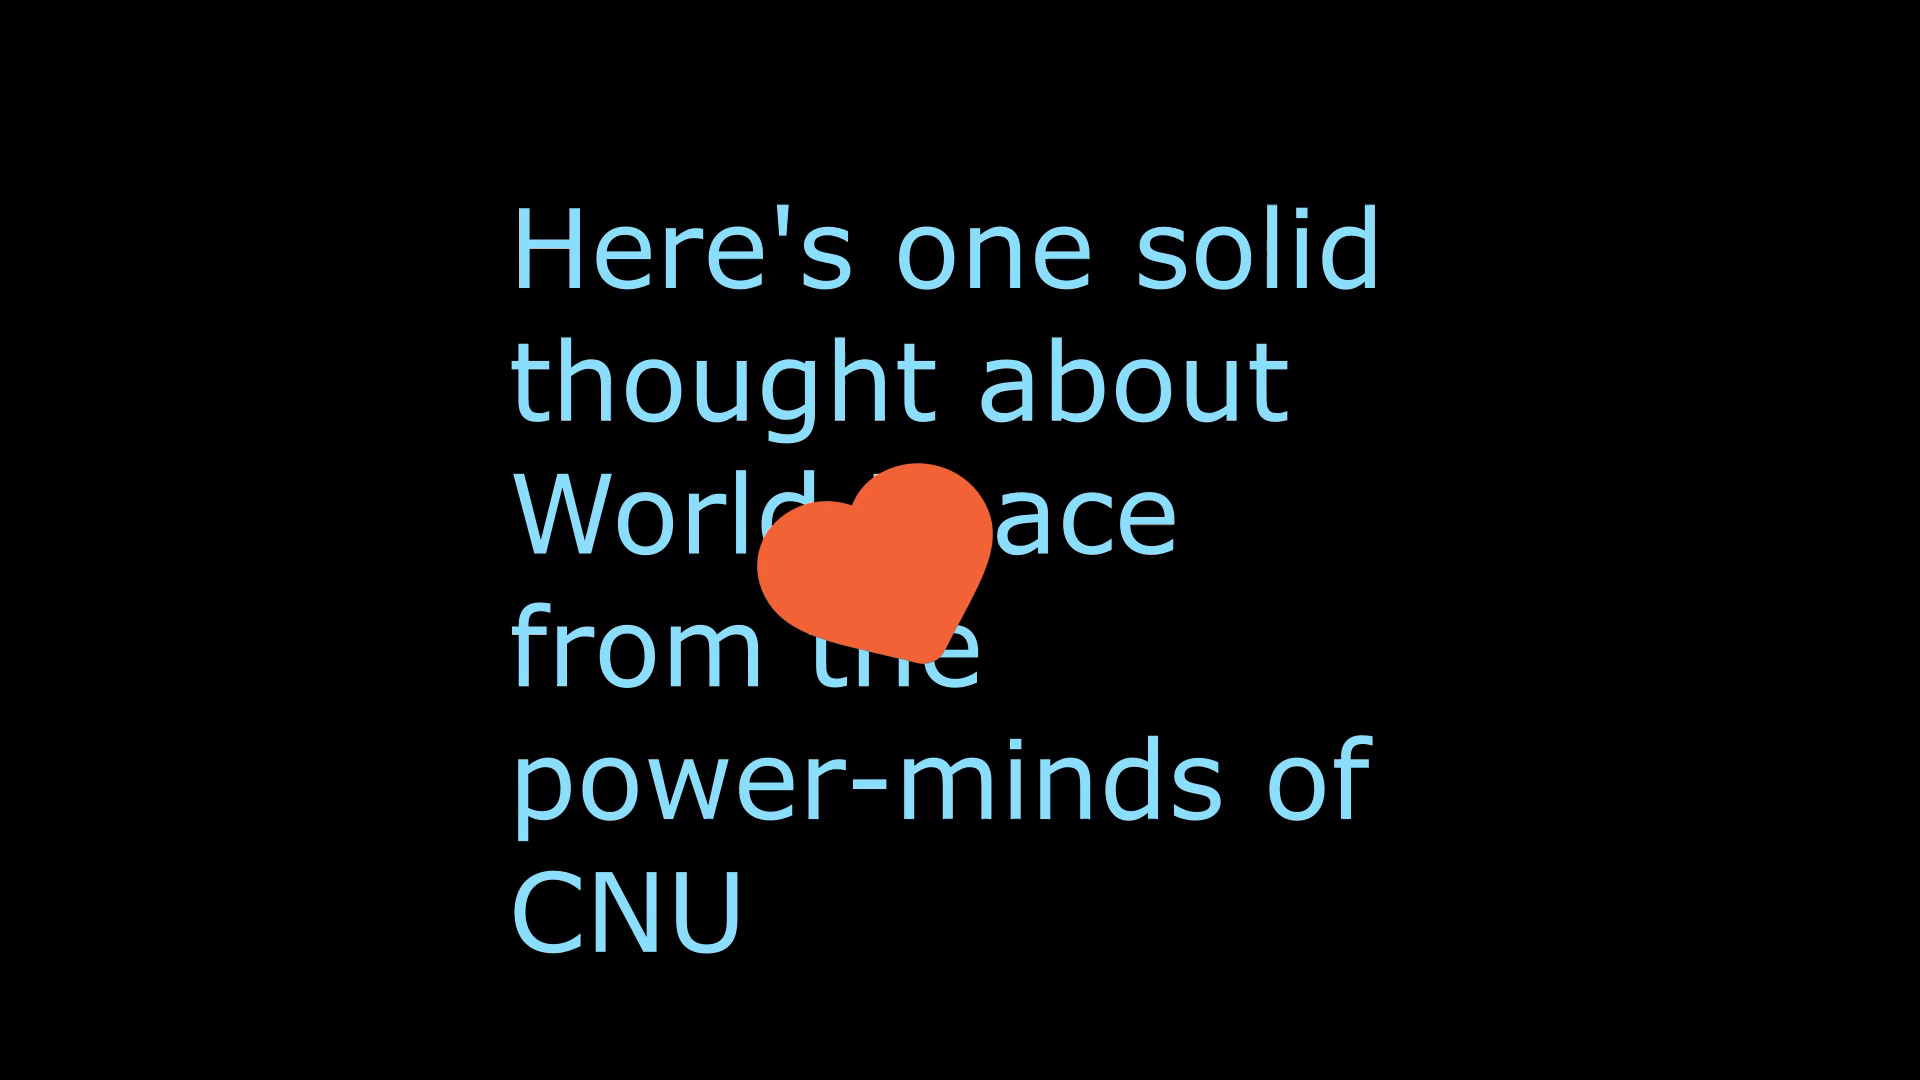 Here's one solid
thought about
World
from the
power-minds of
CNU